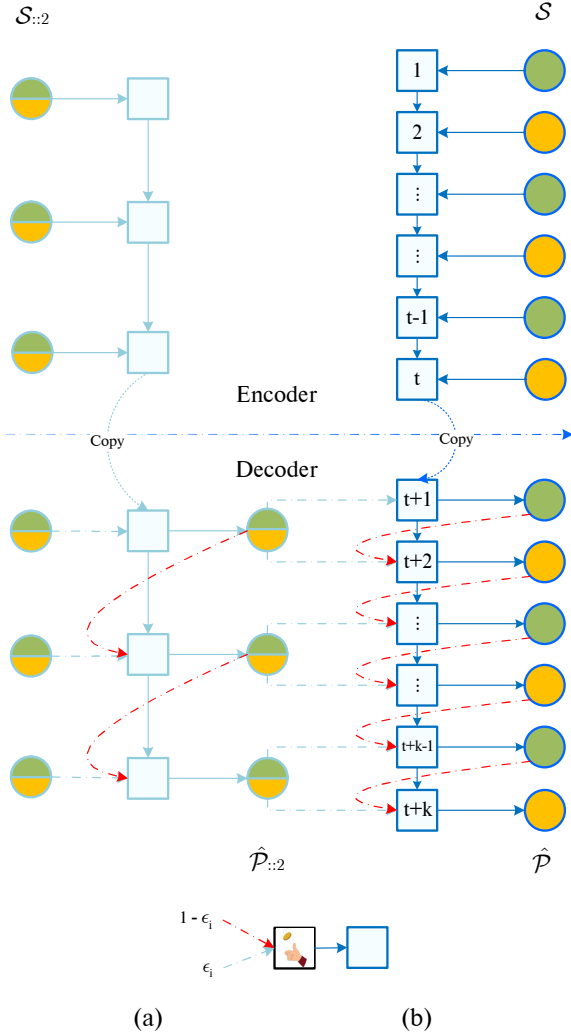 𝒮::2
𝒮
1
2
⋮
⋮
t-1
t
Encoder
Copy
Copy
Decoder
t+1
t+2
⋮
⋮
t+k-1
t+k
𝒫̂::2
𝒫̂
1 - ϵi
ϵi
(a)
(b)